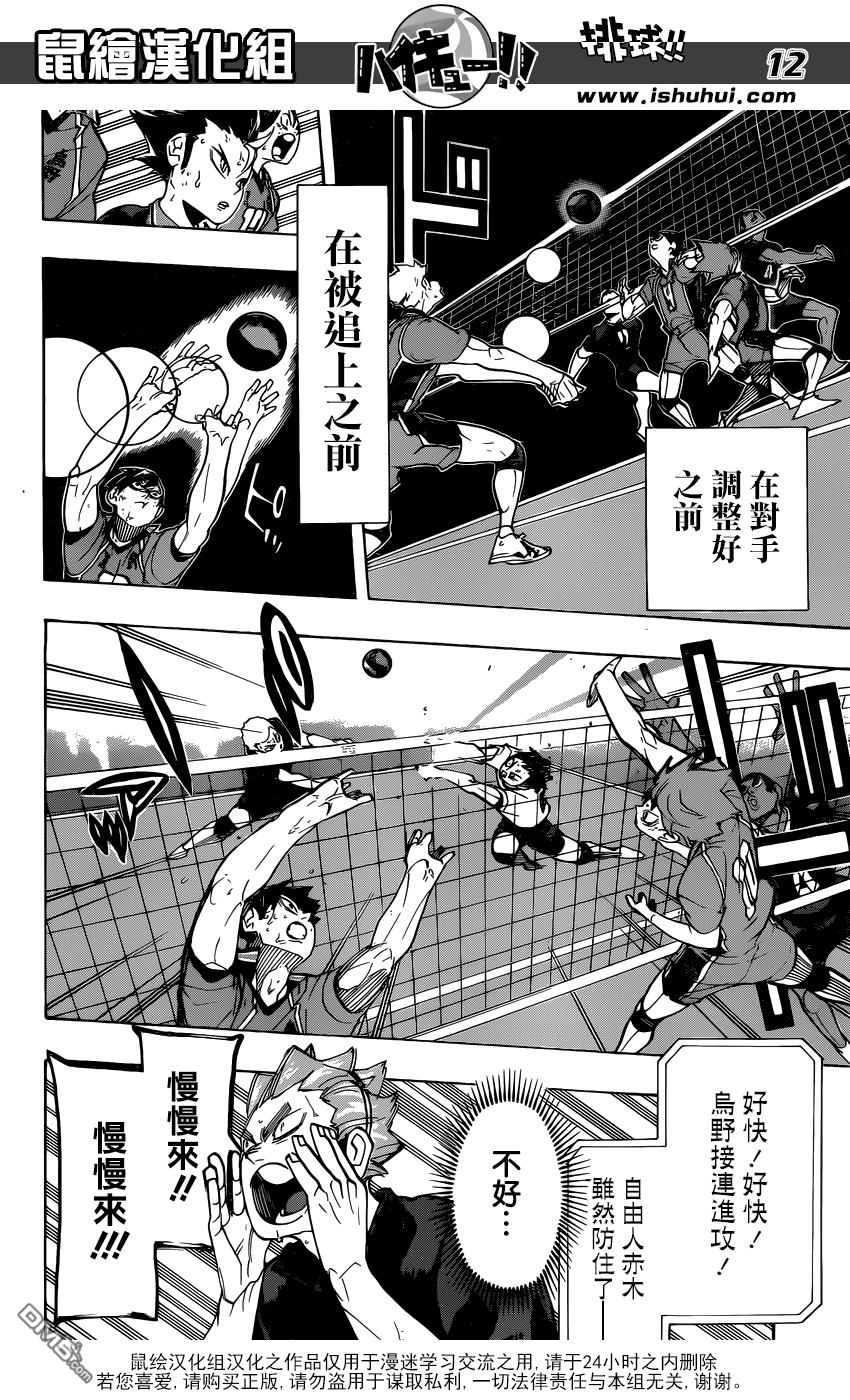 鼠繪漢化組
ハイキュー!!
排球!!
12
www.ishuhui.com
在對手
調整好
之前
在被追上之前
好快!好快!
烏野接連進攻!
自由人赤木
雖然防住了——
不好…
慢慢來!!
慢慢來!!!
鼠绘汉化组汉化之作品仅用于漫迷学习交流之用, 请于24小时之内删除
若您喜爱, 请购买正版, 请勿用于谋取私利, 一切法律责任与本组无关, 谢谢。